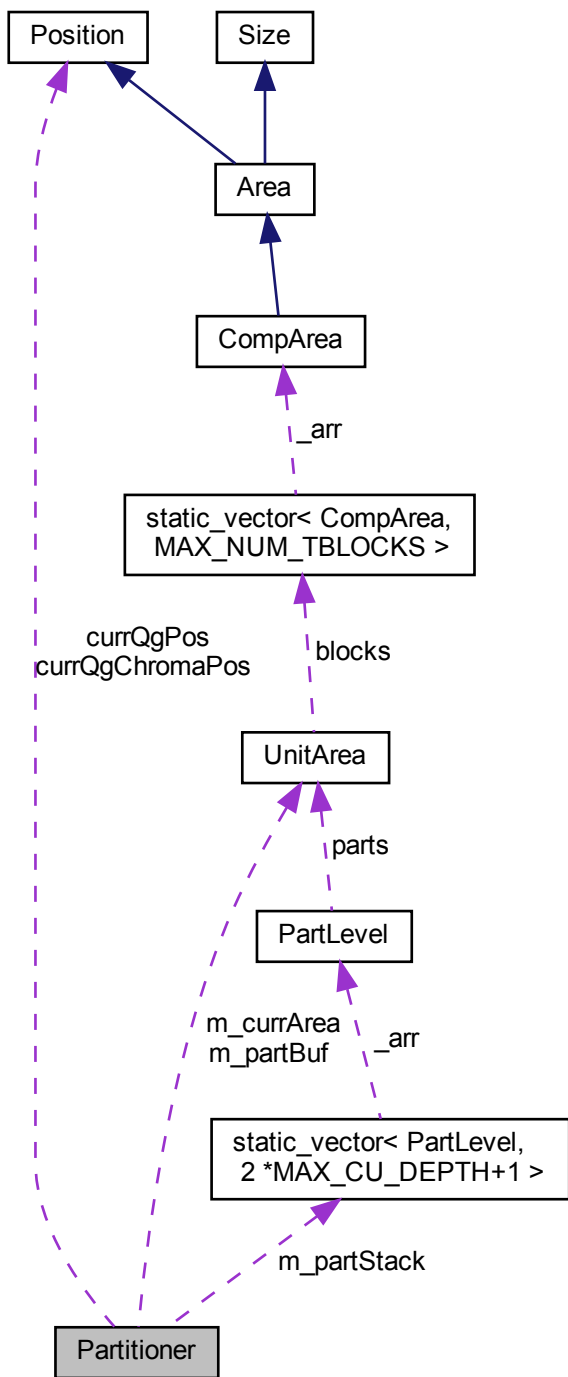 Position
Size
Area
CompArea
_arr
static_vector< CompArea,
MAX_NUM_TBLOCKS >
currQgPos
currQgChromaPos
blocks
UnitArea
parts
PartLevel
m_currArea
m_partBuf
_arr
static_vector< PartLevel,
2 *MAX_CU_DEPTH+1 >
m_partStack
Partitioner